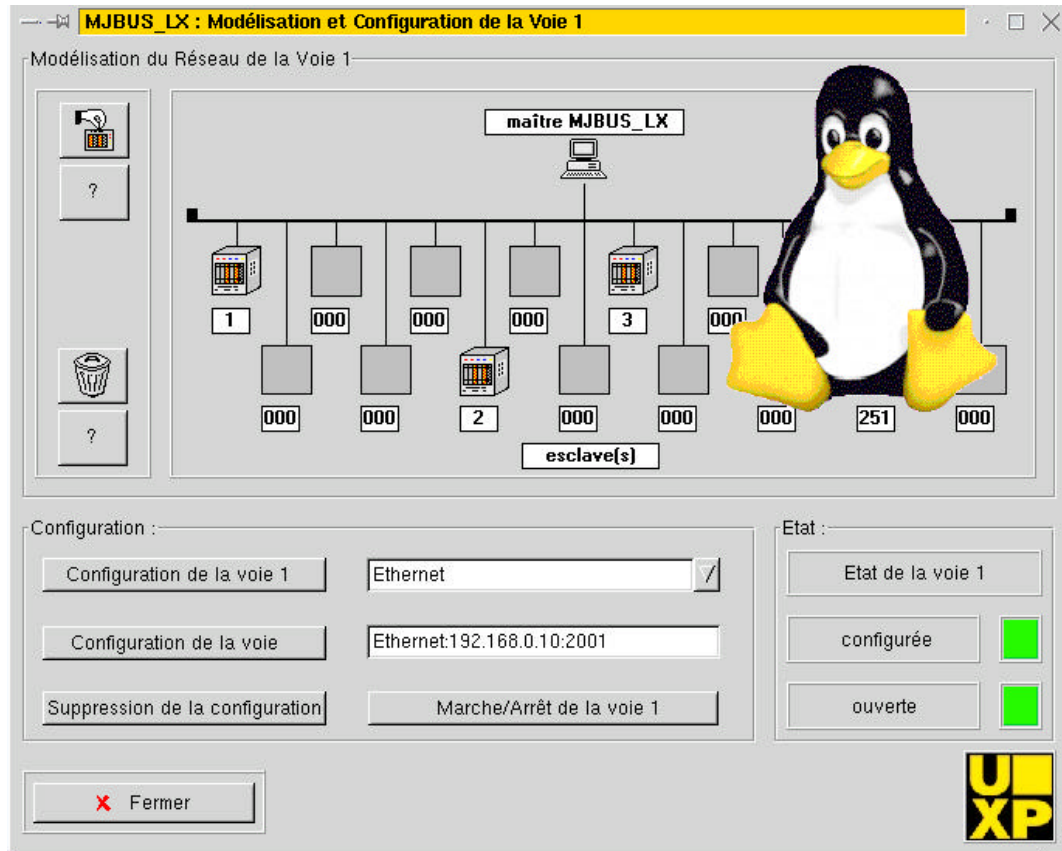 MJBUS_LX : Modélisation et Configuration de la Voie 1
Modélisation du Réseau de la Voie 1
maître MJBUS_LX
?
1 000 000 000 3 000
000 000 2 000 000 000 251 000
?
esclave(s)
Configuration :
Configuration de la voie 1 Ethernet
Configuration de la voie Ethernet:192.168.0.10:2001
Suppression de la configuration Marche/Arrêt de la voie 1
Etat :
Etat de la voie 1
configurée
ouverte
X Fermer
U
XP